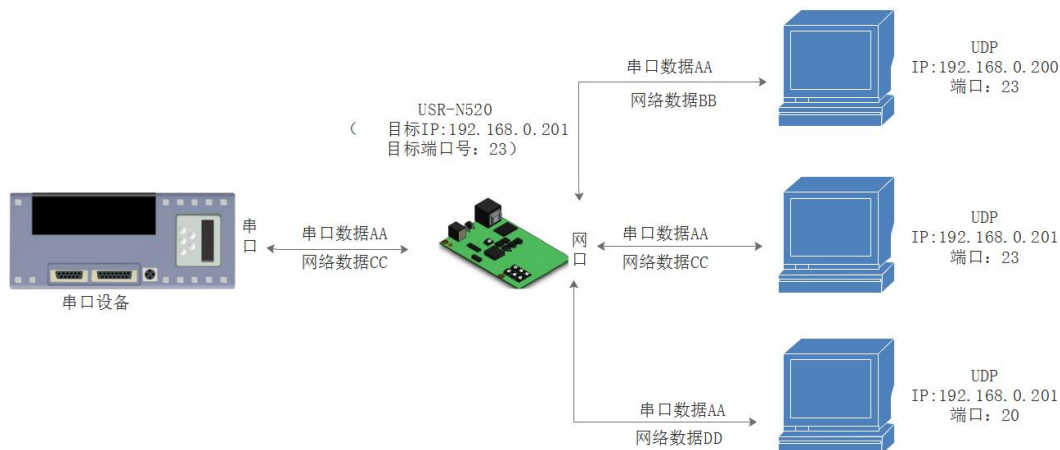 UDP
IP:192.168.0.200
端口: 23
串口数据AA
网络数据BB
USR-N520
( 目标IP:192.168.0.201
目标端口号: 23)
串口
串口数据AA
网络数据CC
网口
串口数据AA
网络数据CC
UDP
IP:192.168.0.201
端口: 23
串口设备
UDP
IP:192.168.0.201
端口: 20
串口数据AA
网络数据DD